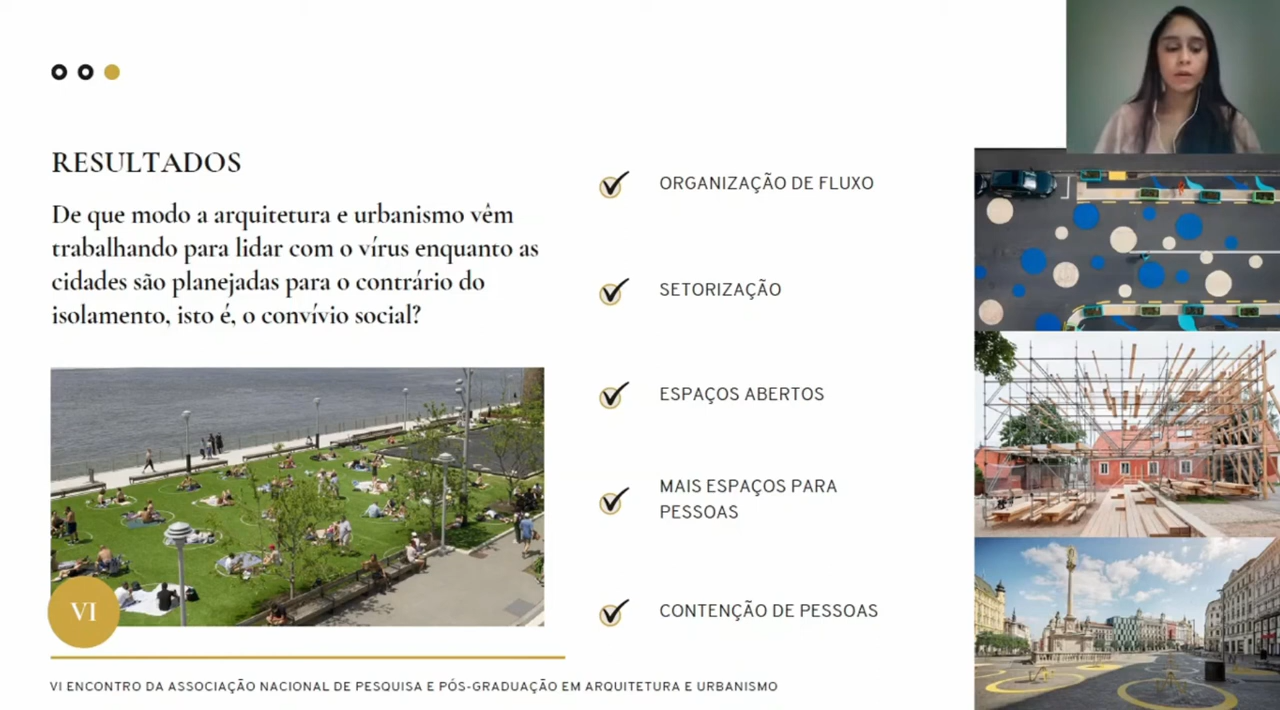 RESULTADOS
De que modo a arquitetura e urbanismo vêm
trabalhando para lidar com o vírus enquanto as
cidades são planejadas para o contrário do
isolamento, isto é, o convívio social?
ORGANIZAÇÃO DE FLUXO
SETORIZAÇÃO
ESPAÇOS ABERTOS
MAIS ESPAÇOS PARA
PESSOAS
CONTENÇÃO DE PESSOAS
VI
VI ENCONTRO DA ASSOCIAÇÃO NACIONAL DE PESQUISA E PÓS-GRADUAÇÃO EM ARQUITETURA E URBANISMO